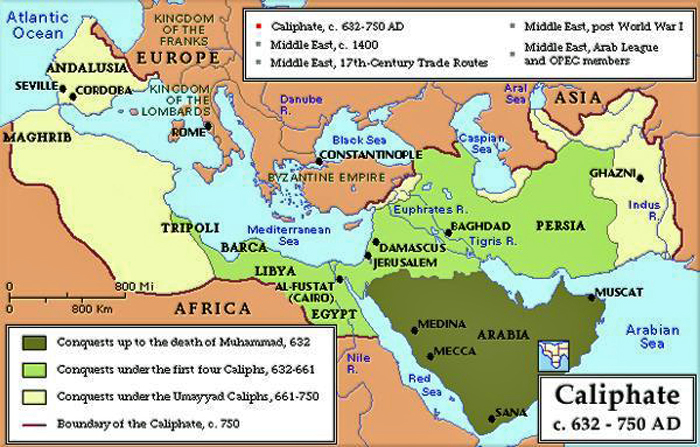 Atlantic
Ocean
KINGDOM
OF THE
FRANKS
EUROPE
Caliphate, c. 632-750 AD
Middle East, c. 1400
Middle East, 17th-Century Trade Routes
Middle East, post World War I
Middle East, Arab League
and OPEC members
ANDALUSIA
SEVILLE
CORDOBA
KINGDOM
OF THE
LOMBARDS
ROME
Danube
R.
Black Sea
CONSTANTINOPLE
BYZANTINE EMPIRE
Caspian
Sea
Aral
Sea
ASIA
MAGHRIB
GHAZNI
Indus
R.
Euphrates R.
BAGHDAD
Tigris R.
PERSIA
TRIPOLI
BARCA
Mediterranean
Sea
DAMASCUS
JERUSALEM
LIBYA
AL-FUSTAT
(CAIRO)
EGYPT
0 800 Mi
0 800 Km
AFRICA
MUSCAT
MEDINA
ARABIA
MECCA
Arabian
Sea
Nile
R.
Red
Sea
SANA
Conquests up to the death of Muhammad, 632
Conquests under the first four Caliphs, 632-661
Conquests under the Umayyad Caliphs, 661-750
Boundary of the Caliphate, c. 750
Caliphate
c. 632 - 750 AD